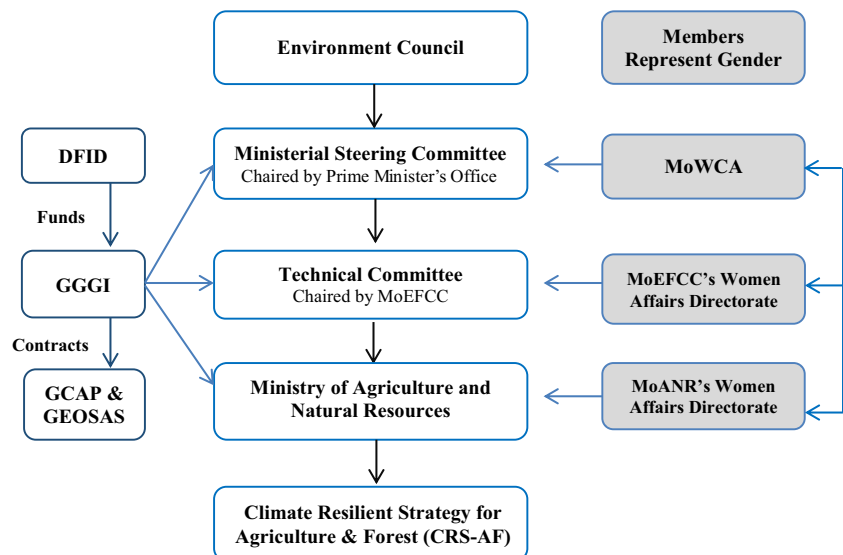 Environment Council
Members
Represent Gender
DFID
Ministerial Steering Committee
Chaired by Prime Minister's Office
MoWCA
Funds
GGGI
Technical Committee
Chaired by MoEFCC
MoEFCC's Women
Affairs Directorate
Contracts
GCAP &
GEOSAS
Ministry of Agriculture and
Natural Resources
MoANR's Women
Affairs Directorate
Climate Resilient Strategy for
Agriculture & Forest (CRS-AF)